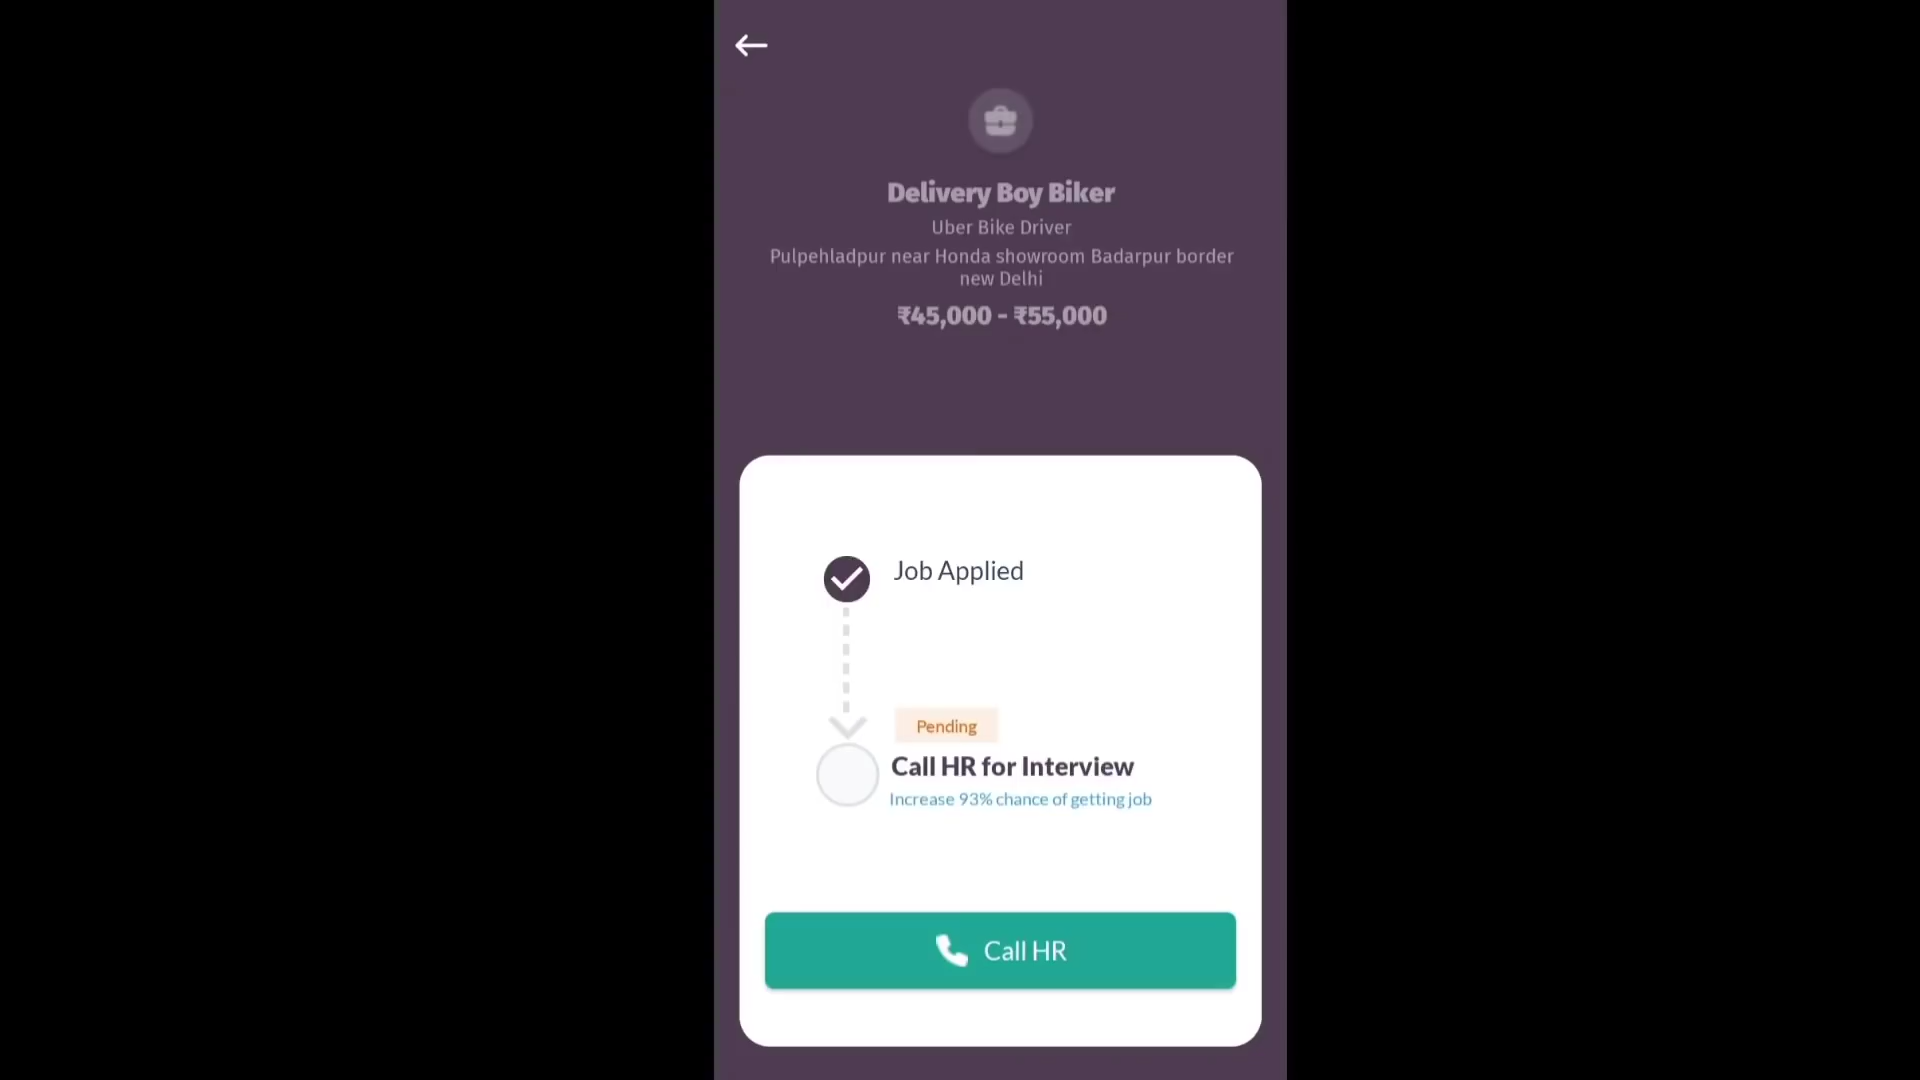 Delivery Boy Biker
Uber Bike Driver
Pulpehladpur near Honda showroom Badarpur border
new Delhi
₹45,000 - ₹55,000
Job Applied
Pending
Call HR for Interview
Increase 93% chance of getting job
Call HR